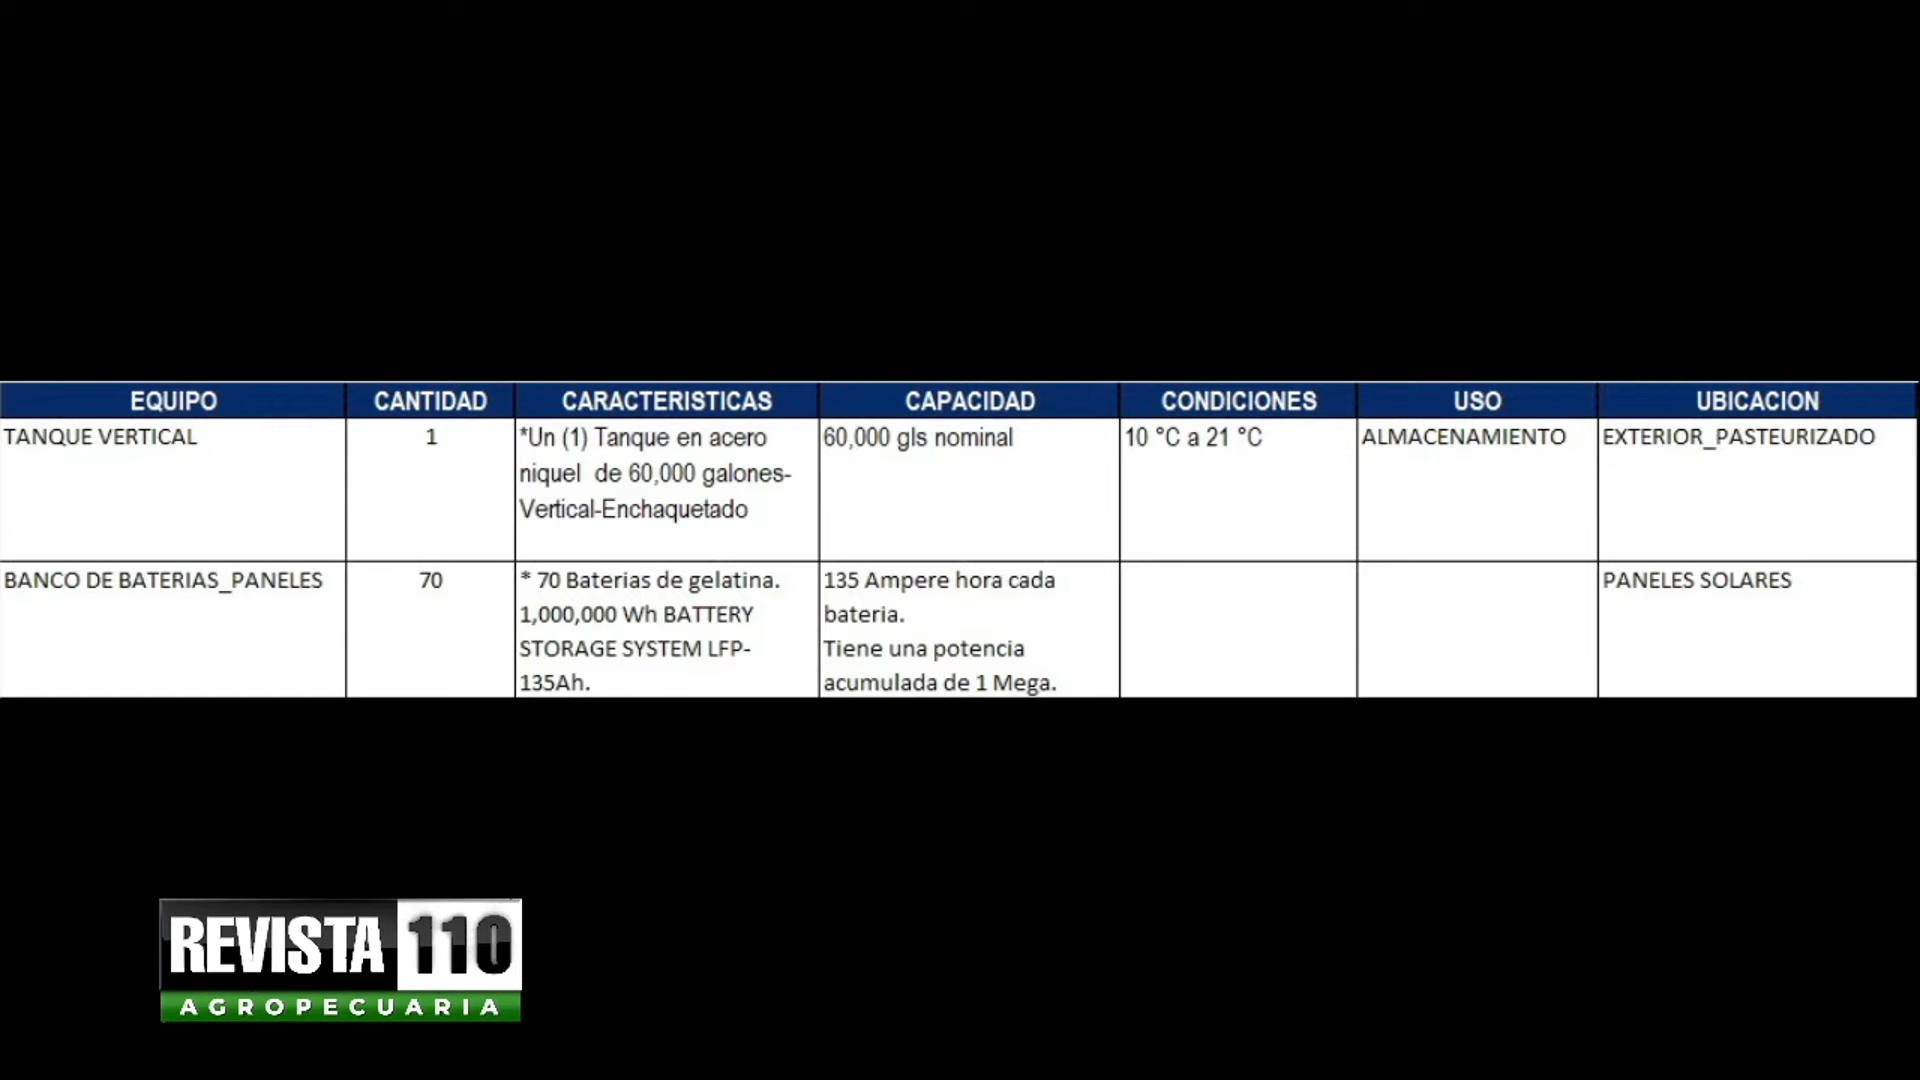 EQUIPO CANTIDAD CARACTERISTICAS CAPACIDAD CONDICIONES USO UBICACION
TANQUE VERTICAL 1 *Un (1) Tanque en acero 60,000 gls nominal 10 °C a 21 °C ALMACENAMIENTO EXTERIOR_PASTEURIZADO
niquel de 60,000 galones-
Vertical-Enchaquetado
BANCO DE BATERIAS_PANELES 70 * 70 Baterias de gelatina. 135 Ampere hora cada PANELES SOLARES
1,000,000 Wh BATTERY bateria.
STORAGE SYSTEM LFP- Tiene una potencia
135Ah. acumulada de 1 Mega.
REVISTA 110
AGROPECUARIA